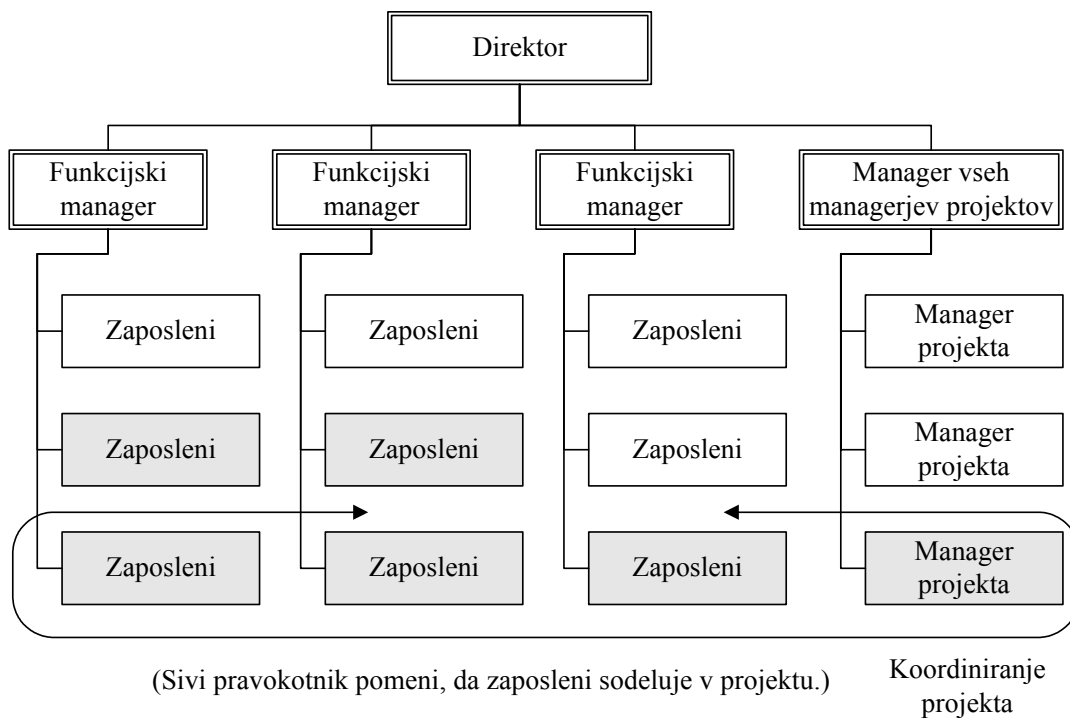 Direktor
Funkcijski
manager
Funkcijski
manager
Funkcijski
manager
Manager vseh
managerjev projektov
Zaposleni
Zaposleni
Zaposleni
Manager
projekta
Zaposleni
Zaposleni
Zaposleni
Manager
projekta
Zaposleni
Zaposleni
Zaposleni
Manager
projekta
(Sivi pravokotnik pomeni, da zaposleni sodeluje v projektu.)
Koordiniranje
projekta